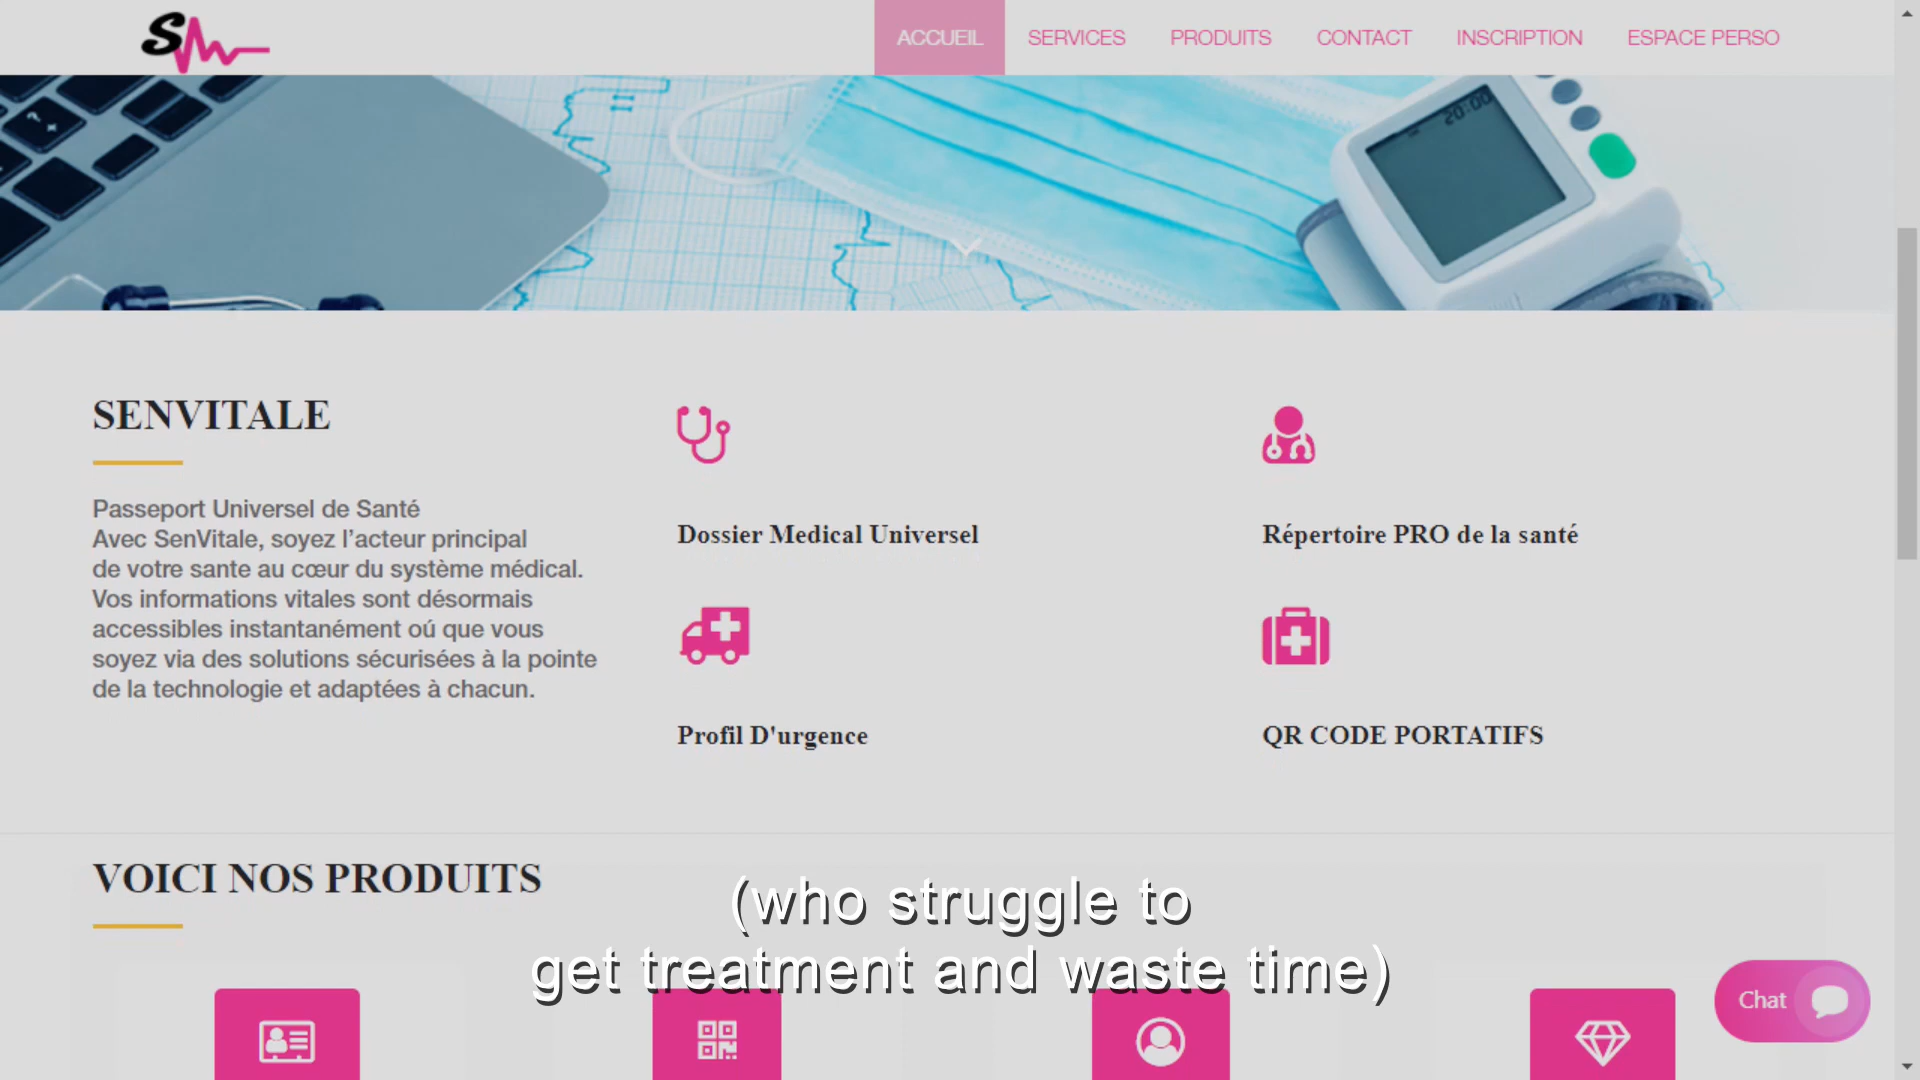 S
ACCUEIL
SERVICES
PRODUITS
CONTACT
INSCRIPTION
ESPACE PERSO
20:00
SENVITALE
Passeport Universel de Santé
Avec SenVitale, soyez l’acteur principal
de votre sante au cœur du système médical.
Vos informations vitales sont désormais
accessibles instantanément oú que vous
soyez via des solutions sécurisées à la pointe
de la technologie et adaptées à chacun.
Dossier Medical Universel
Répertoire PRO de la santé
Profil D'urgence
QR CODE PORTATIFS
VOICI NOS PRODUITS
(who struggle to
get treatment and waste time)
Chat